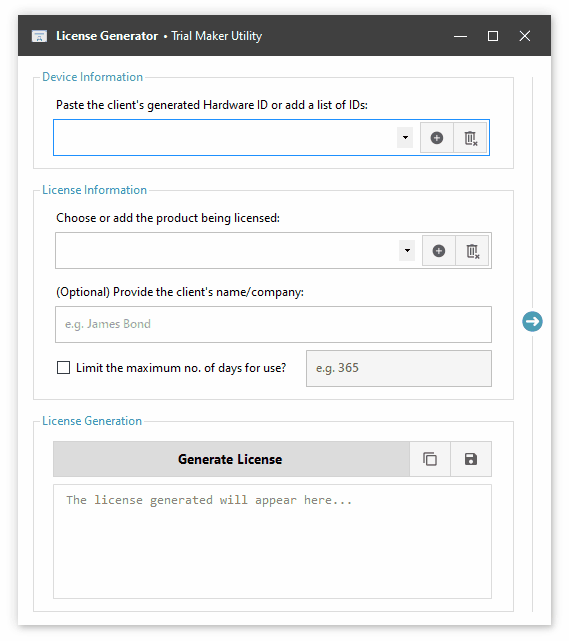 License Generator • Trial Maker Utility
Device Information
Paste the client's generated Hardware ID or add a list of IDs:
License Information
Choose or add the product being licensed:
(Optional) Provide the client's name/company:
e.g. James Bond
Limit the maximum no. of days for use?
e.g. 365
License Generation
Generate License
The license generated will appear here...